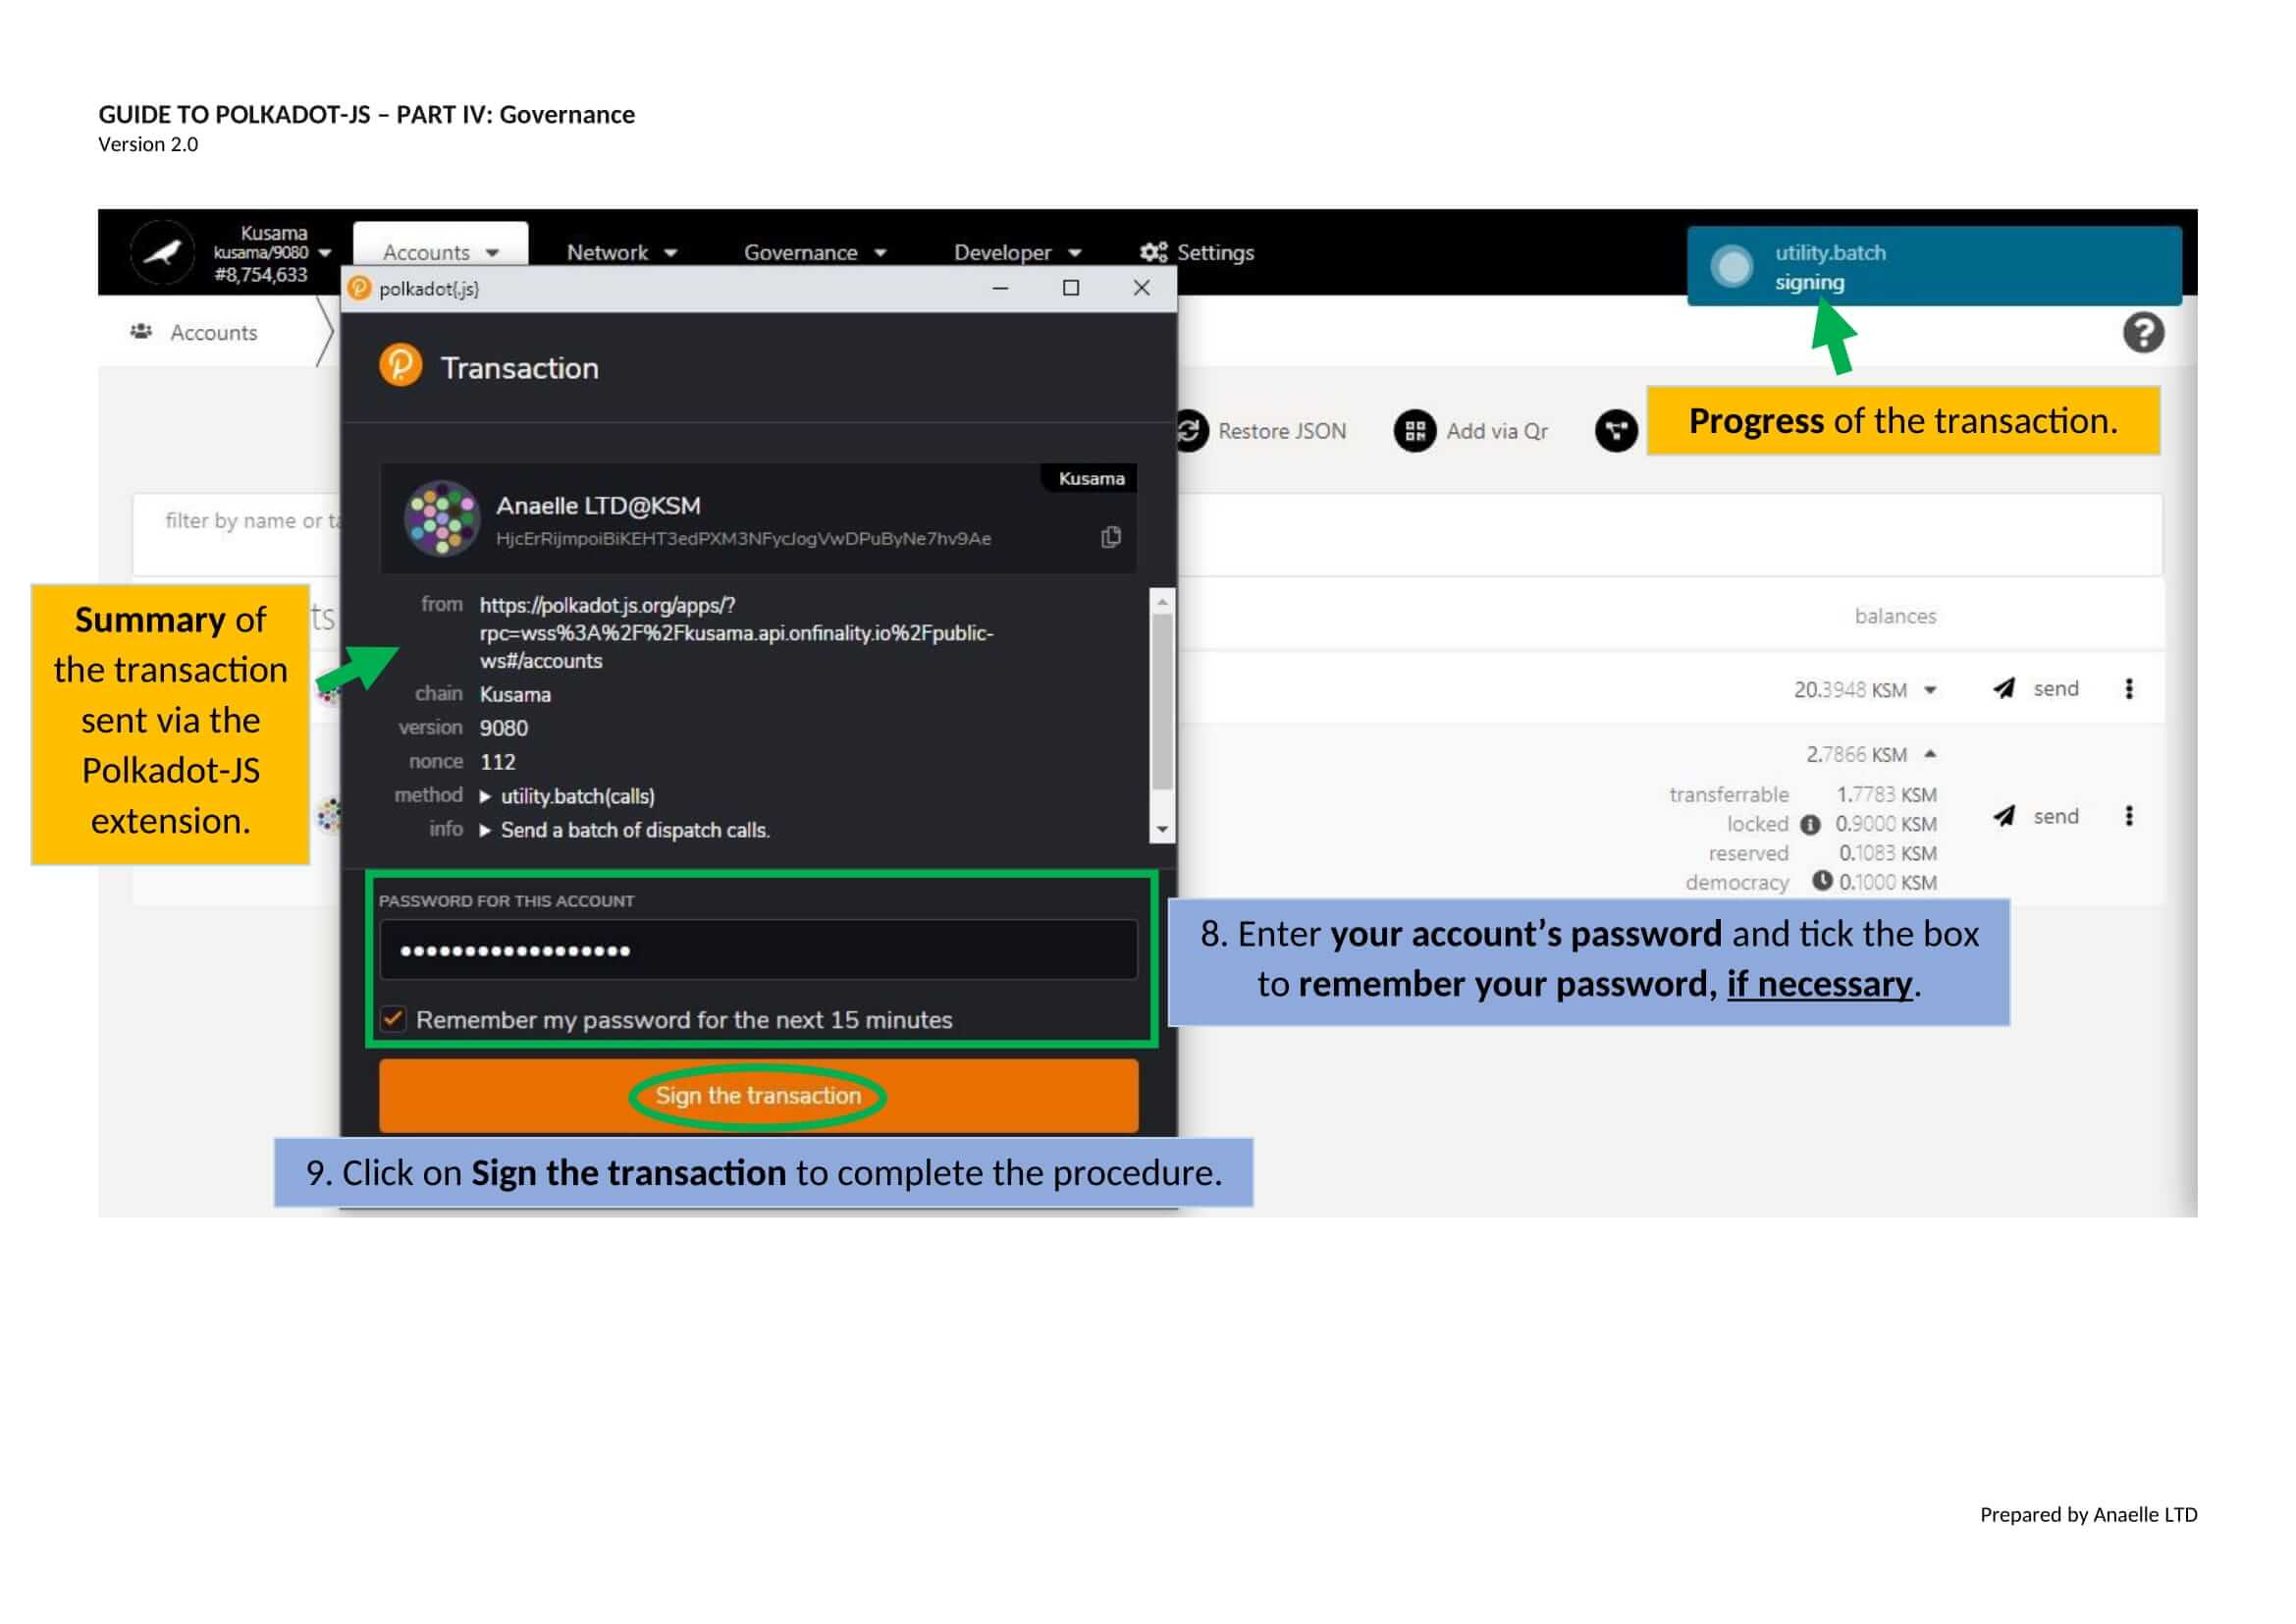 GUIDE TO POLKADOT-JS – PART IV: Governance
Version 2.0
Kusama
kusama/9080
#8,754,633
Accounts
Network
Governance
Developer
Settings
utility.batch
signing
polkadot{.js}
Accounts
Transaction
Progress of the transaction.
Restore JSON
Add via Qr
Kusama
Anaelle LTD@KSM
HjcErRijmpoiBiKEHT3edPXM3NFycJogVwDPuByNe7hv9Ae
filter by name or ta
Summary of
the transaction
sent via the
Polkadot-JS
extension.
ts
balances
from https://polkadot.js.org/apps/?
rpc=wss%3A%2F%2Fkusama.api.onfinality.io%2Fpublic-
ws#/accounts
chain Kusama
version 9080
nonce 112
method utility.batch(calls)
info Send a batch of dispatch calls.
20.3948 KSM send
2.7866 KSM
transferrable 1.7783 KSM
locked 0.9000 KSM
send
reserved 0.1083 KSM
democracy 0.1000 KSM
PASSWORD FOR THIS ACCOUNT
••••••••••••••••••
Remember my password for the next 15 minutes
8. Enter your account’s password and tick the box
to remember your password, if necessary.
Sign the transaction
9. Click on Sign the transaction to complete the procedure.
Prepared by Anaelle LTD